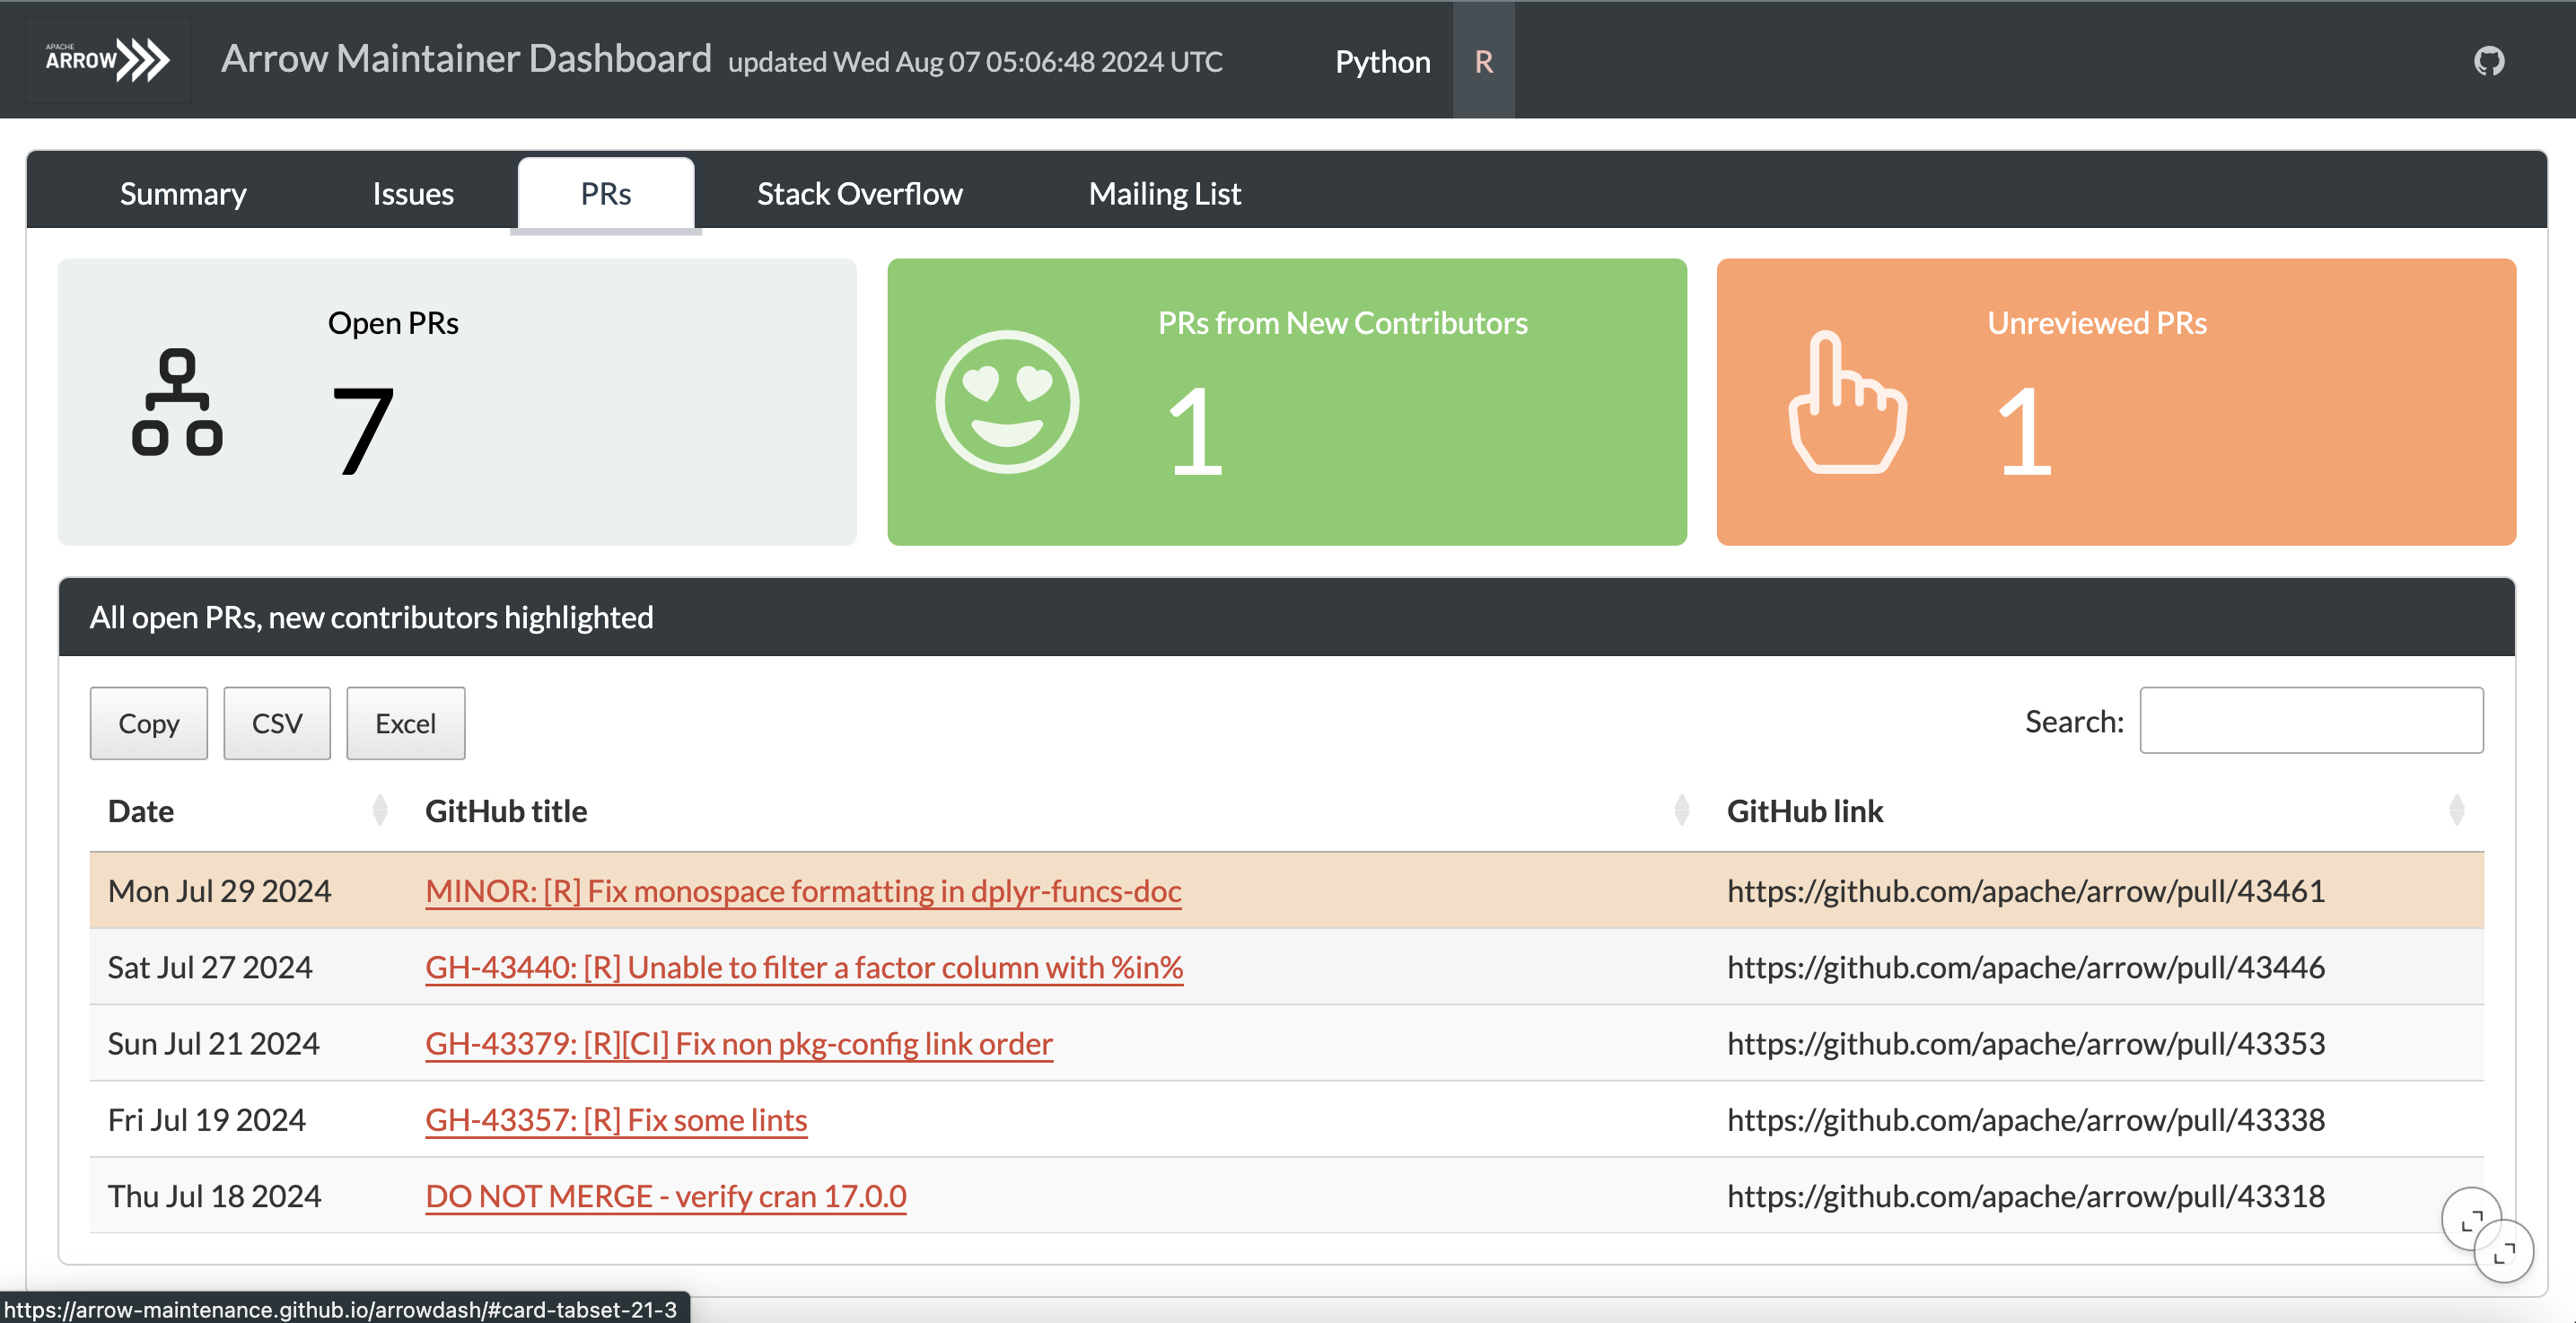 APACHE
ARROW
Arrow Maintainer Dashboard updated Wed Aug 07 05:06:48 2024 UTC Python R
Summary Issues PRs Stack Overflow Mailing List
Open PRs
7
PRs from New Contributors
1
Unreviewed PRs
1
All open PRs, new contributors highlighted
Copy CSV Excel Search:
Date GitHub title GitHub link
Mon Jul 29 2024 MINOR: [R] Fix monospace formatting in dplyr-funcs-doc https://github.com/apache/arrow/pull/43461
Sat Jul 27 2024 GH-43440: [R] Unable to filter a factor column with %in% https://github.com/apache/arrow/pull/43446
Sun Jul 21 2024 GH-43379: [R][CI] Fix non pkg-config link order https://github.com/apache/arrow/pull/43353
Fri Jul 19 2024 GH-43357: [R] Fix some lints https://github.com/apache/arrow/pull/43338
Thu Jul 18 2024 DO NOT MERGE - verify cran 17.0.0 https://github.com/apache/arrow/pull/43318
https://arrow-maintenance.github.io/arrowdash/#card-tabset-21-3